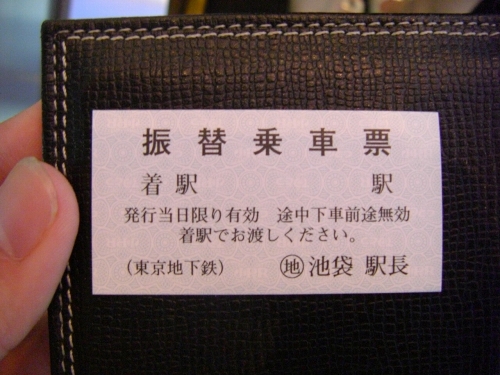 振替乗車票
着駅 駅
発行当日限り有効 途中下車前途無効
着駅でお渡しください。
(東京地下鉄) ㊞池袋 駅長